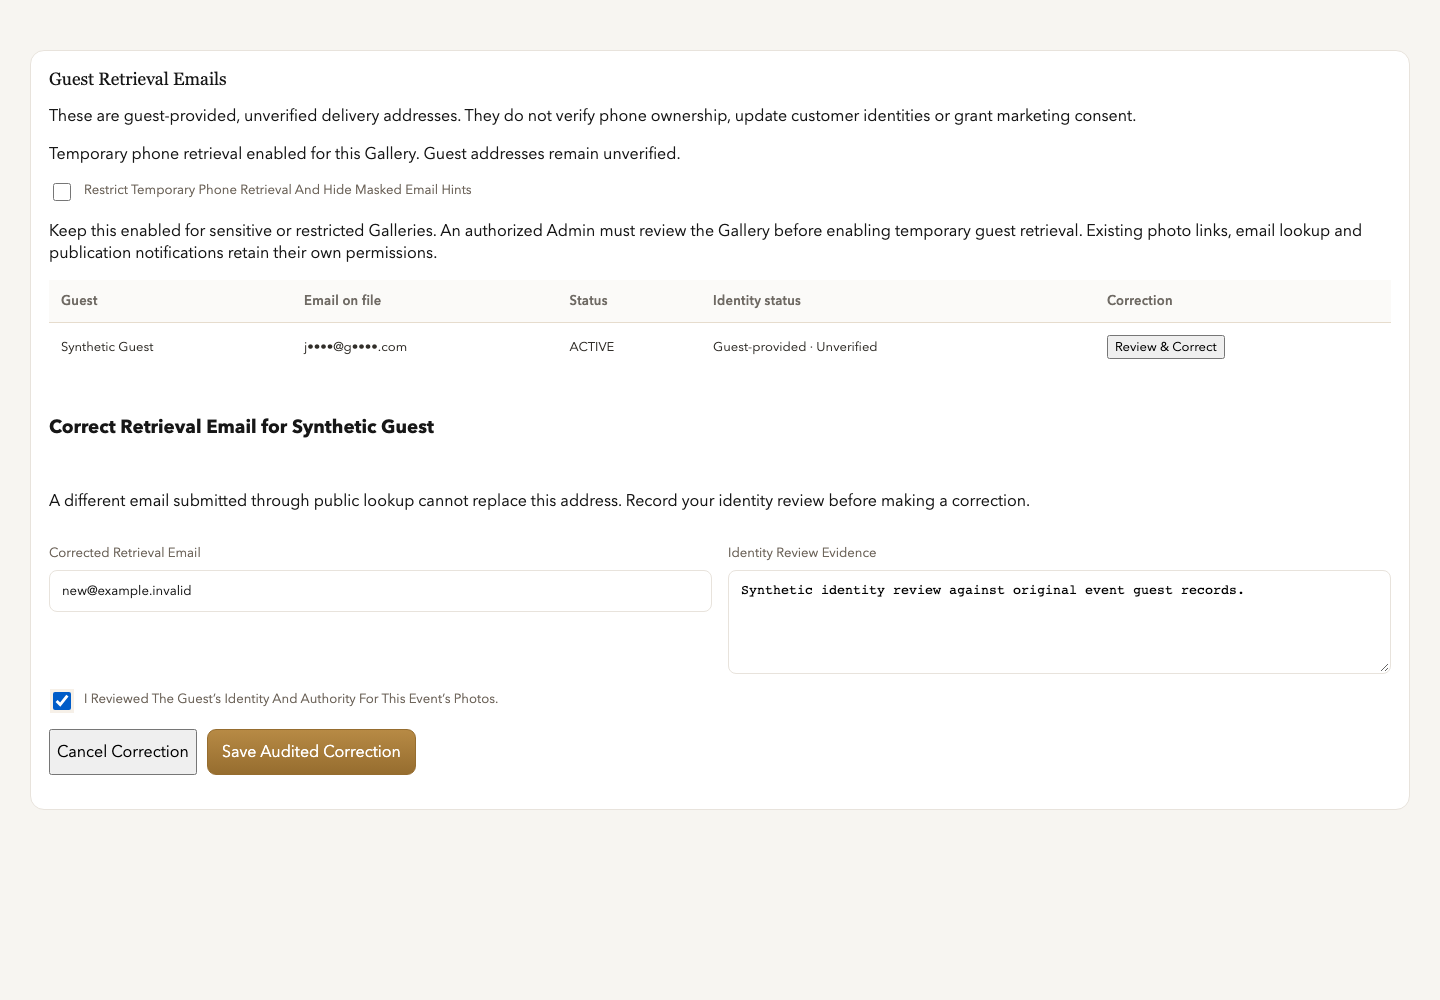 Guest Retrieval Emails
These are guest-provided, unverified delivery addresses. They do not verify phone ownership, update customer identities or grant marketing consent.
Temporary phone retrieval enabled for this Gallery. Guest addresses remain unverified.
Restrict Temporary Phone Retrieval And Hide Masked Email Hints
Keep this enabled for sensitive or restricted Galleries. An authorized Admin must review the Gallery before enabling temporary guest retrieval. Existing photo links, email lookup and
publication notifications retain their own permissions.
Guest Email on file Status Identity status Correction
Synthetic Guest j••••@g••••.com ACTIVE Guest-provided · Unverified Review & Correct
Correct Retrieval Email for Synthetic Guest
A different email submitted through public lookup cannot replace this address. Record your identity review before making a correction.
Corrected Retrieval Email
new@example.invalid
Identity Review Evidence
Synthetic identity review against original event guest records.
I Reviewed The Guest’s Identity And Authority For This Event’s Photos.
Cancel Correction Save Audited Correction